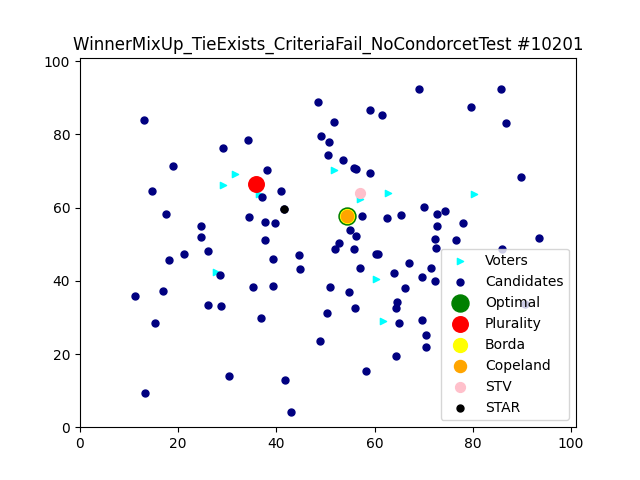 WinnerMixUp_TieExists_CriteriaFail_NoCondorcetTest #10201
100
80
60
40
20
0
0 20 40 60 80 100
Voters
Candidates
Optimal
Plurality
Borda
Copeland
STV
STAR